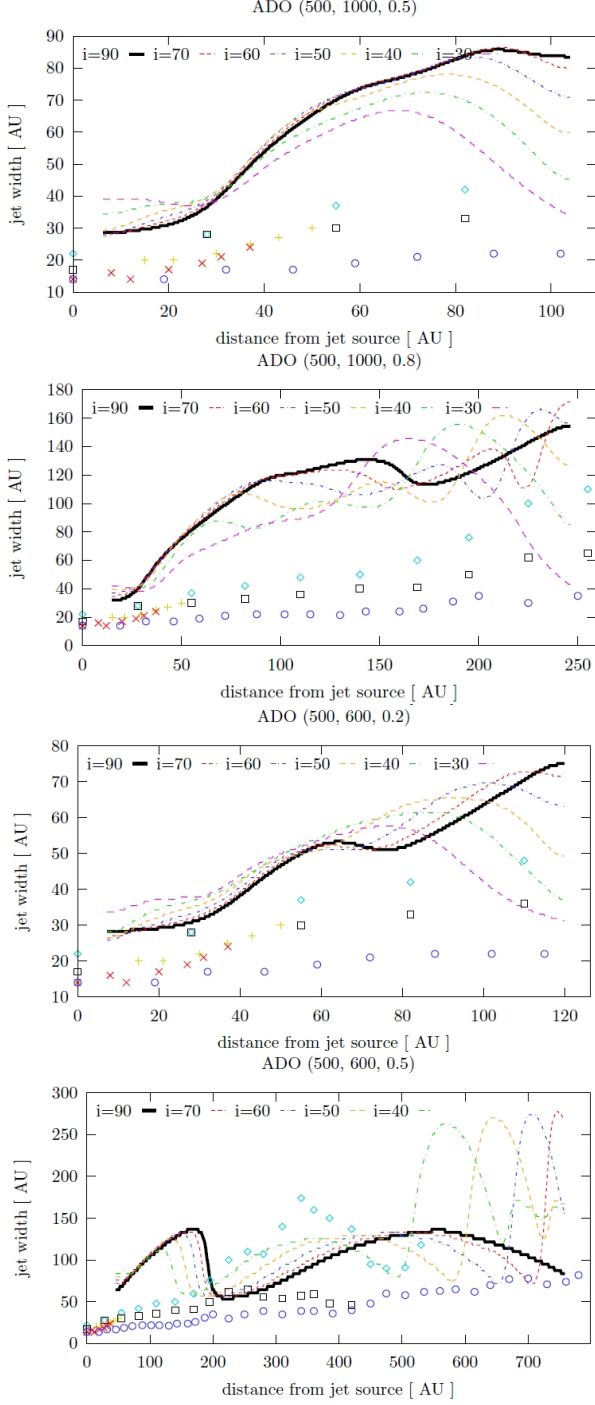 ADO (500, 1000, 0.5)
i=90 i=70 i=60 i=50 i=40 i=30
90
80
70
60
50
40
30
20
10
jet width [ AU ]
0 20 40 60 80 100
distance from jet source [ AU ]
ADO (500, 1000, 0.8)
i=90 i=70 i=60 i=50 i=40 i=30
180
160
140
120
100
80
60
40
20
0
jet width [ AU ]
0 50 100 150 200 250
distance from jet source [ AU ]
ADO (500, 600, 0.2)
i=90 i=70 i=60 i=50 i=40 i=30
80
70
60
50
40
30
20
10
jet width [ AU ]
0 20 40 60 80 100 120
distance from jet source [ AU ]
ADO (500, 600, 0.5)
i=90 i=70 i=60 i=50 i=40
300
250
200
150
100
50
0
jet width [ AU ]
0 100 200 300 400 500 600 700
distance from jet source [ AU ]